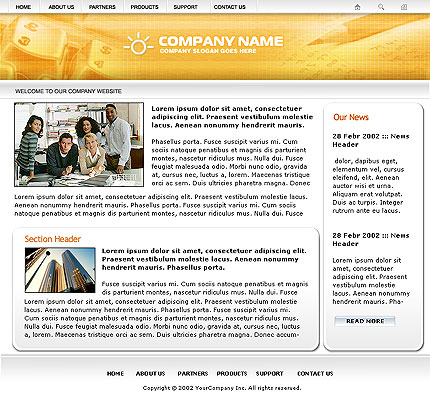 HOME ABOUT US PARTNERS PRODUCTS SUPPORT CONTACT US
COMPANY NAME
COMPANY SLOGAN GOES HERE
WELCOME TO OUR COMPANY WEBSITE
Lorem ipsum dolor sit amet, consectetuer
adipiscing elit. Praesent vestibulum molestie
lacus. Aenean nonummy hendrerit mauris.
Phasellus porta. Fusce suscipit varius mi. Cum
sociis natoque penatibus et magnis dis parturient
montes, nascetur ridiculus mus. Nulla dui. Fusce
feugiat malesuada odio. Morbi nunc odio, gravida
at, cursus nec, luctus a, lorem. Maecenas tristique
orci ac sem. Duis ultricies pharetra magna. Donec
Lorem ipsum dolor sit amet, consectetuer adipiscing elit. Praesent vestibulum molestie lacus.
Aenean nonummy hendrerit mauris. Phasellus porta. Fusce suscipit varius mi. Cum sociis
natoque penatibus et magnis dis parturient montes, nascetur ridiculus mus. Nulla dui. Fusce
Section Header
Lorem ipsum dolor sit amet, consectetuer adipiscing elit.
Praesent vestibulum molestie lacus. Aenean nonummy
hendrerit mauris. Phasellus porta.
Fusce suscipit varius mi. Cum sociis natoque penatibus et magnis
dis parturient montes, nascetur ridiculus mus. Nulla dui. Fusce
Lorem ipsum dolor sit amet, consectetuer adipiscing elit. Praesent vestibulum molestie
lacus. Aenean nonummy hendrerit mauris. Phasellus porta. Fusce suscipit varius mi. Cum
sociis natoque penatibus et magnis dis parturient montes, nascetur ridiculus mus. Nulla
dui. Fusce feugiat malesuada odio. Morbi nunc odio, gravida at, cursus nec, luctus
a, lorem. Maecenas tristique orci ac sem. Duis ultricies pharetra magna. Donec accum-
Our News
28 Febr 2002 ::: News
Header
dolor, dapibus eget,
elementum vel, cursus
eleifend, elit. Aenean
auctor wisi et urna.
Aliquam erat volutpat.
Duis ac turpis. Integer
rutrum ante eu lacus.
28 Febr 2002 ::: News
Header
consectetuer adipiscing
elit. Praesent
vestibulum molestie
lacus. Aenean nonummy
hendrerit mauris. Pha-
READ MORE
HOME ABOUT US PARTNERS PRODUCTS SUPPORT CONTACT US
Copyright © 2002 YourCompany Inc. All rights reserved.